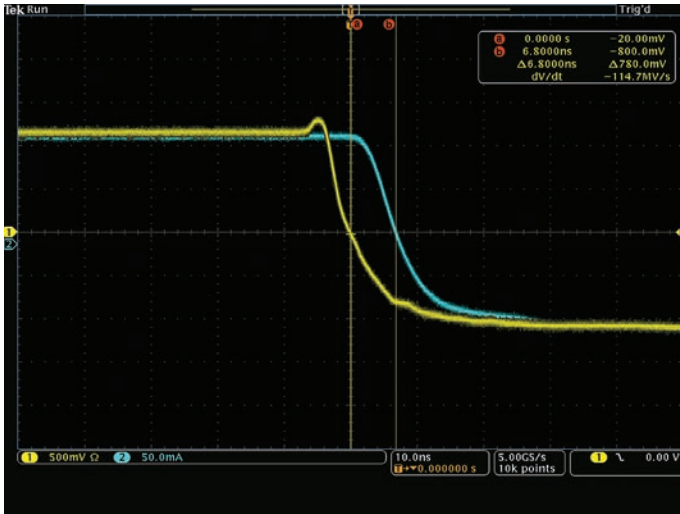 Tek Run Trig'd
a b
a 0.0000 s -20.00mV
b 6.8000ns -800.0mV
Δ6.8000ns Δ780.0mV
dV/dt -114.7MV/s
1
2
1 500mV Ω 2 50.0mA 10.0ns 5.00GS/s 1 0.00 V
T→▼0.000000 s 10k points